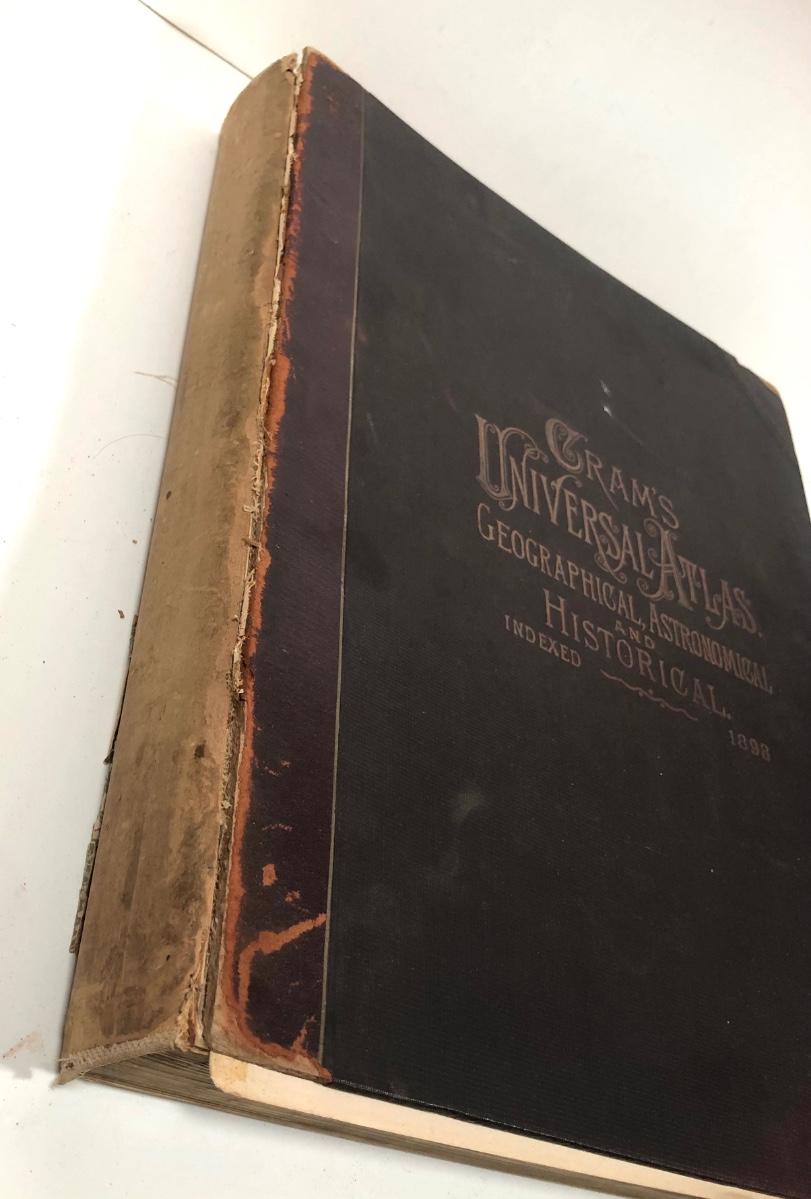 CRAM'S
UNIVERSAL ATLAS.
GEOGRAPHICAL, ASTRONOMICAL
AND
HISTORICAL.
INDEXED
1898